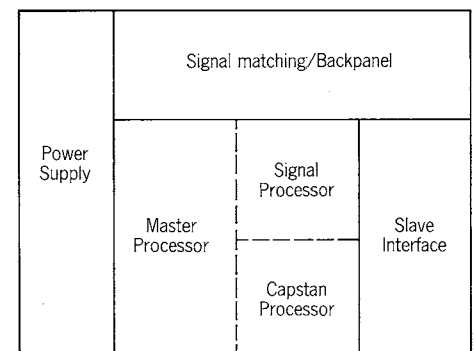 Signal matching/Backpanel
Power
Supply
Master
Processor
Signal
Processor
Capstan
Processor
Slave
Interface